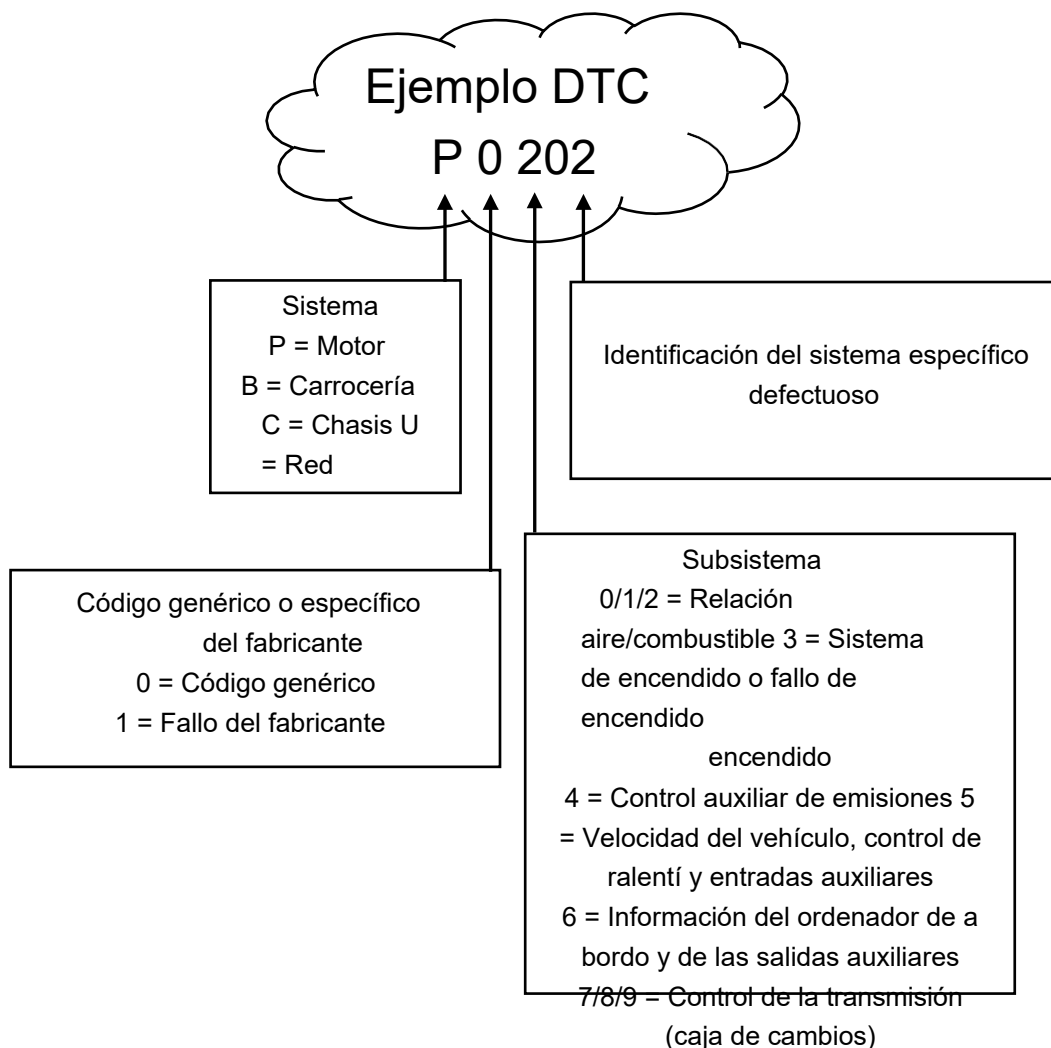 Ejemplo DTC
P 0 202
Sistema
P = Motor
B = Carrocería
C = Chasis U
= Red
Identificación del sistema específico
defectuoso
Código genérico o específico
del fabricante
0 = Código genérico
1 = Fallo del fabricante
Subsistema
0/1/2 = Relación
aire/combustible 3 = Sistema
de encendido o fallo de
encendido
encendido
4 = Control auxiliar de emisiones 5
= Velocidad del vehículo, control de
ralentí y entradas auxiliares
6 = Información del ordenador de a
bordo y de las salidas auxiliares
7/8/9 = Control de la transmisión
(caja de cambios)